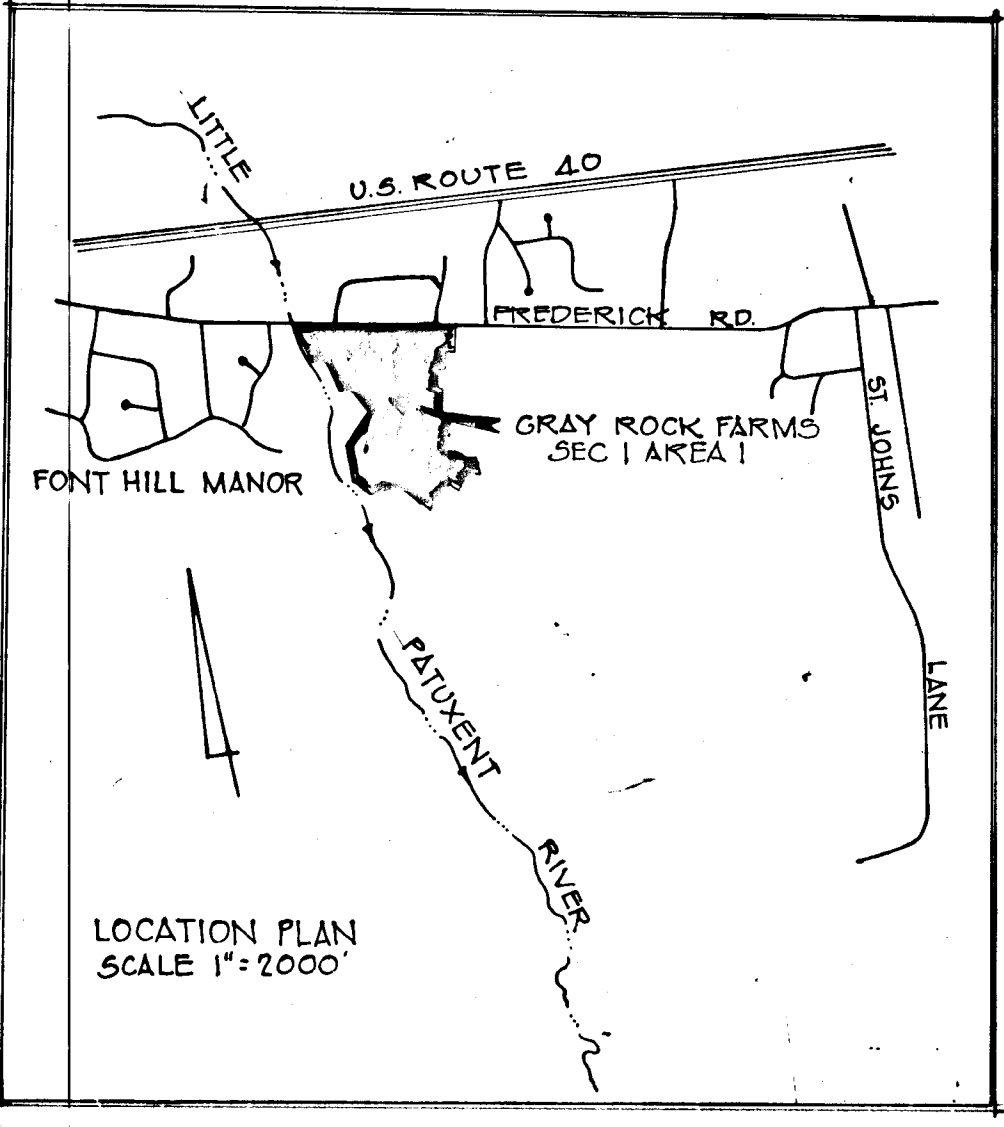 LITTLE
U.S. ROUTE 40
FREDERICK RD.
GRAY ROCK FARMS
SEC 1 AREA 1
ST. JOHNS
FONT HILL MANOR
PATUXENT
LANE
RIVER
LOCATION PLAN
SCALE 1"=2000'